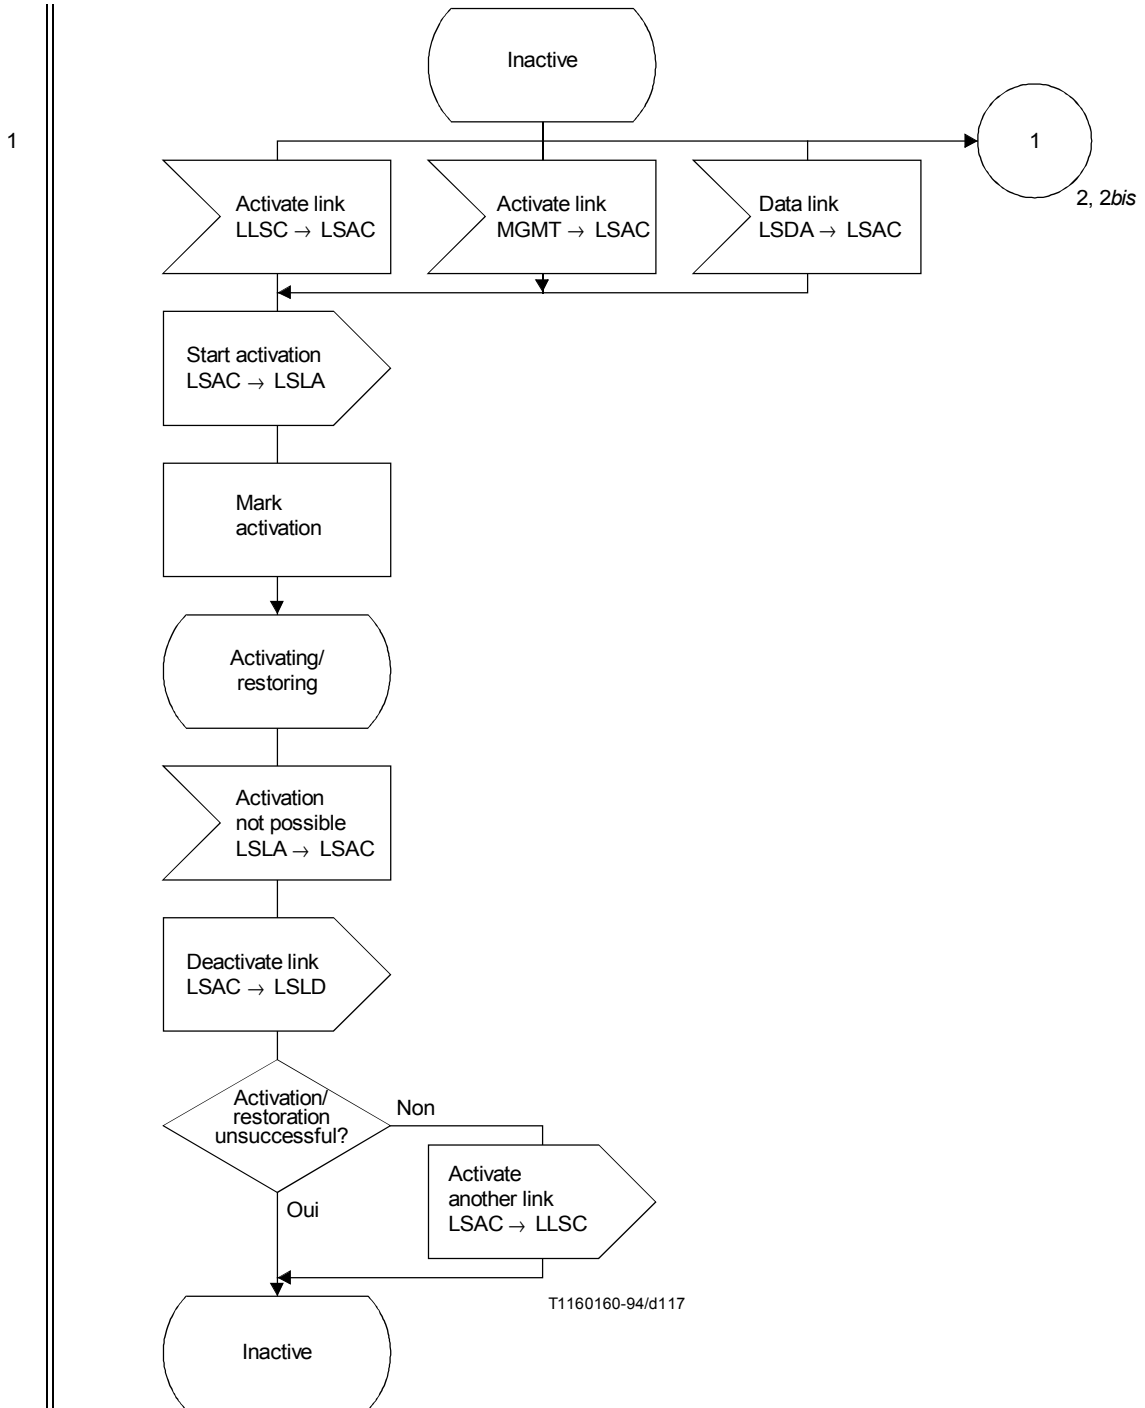 Inactive
1
1
2, 2bis
Activate link
LLSC → LSAC
Activate link
MGMT → LSAC
Data link
LSDA → LSAC
Start activation
LSAC → LSLA
Mark
activation
Activating/
restoring
Activation
not possible
LSLA → LSAC
Deactivate link
LSAC → LSLD
Activation/
restoration
unsuccessful?
Non
Oui
Activate
another link
LSAC → LLSC
T1160160-94/d117
Inactive